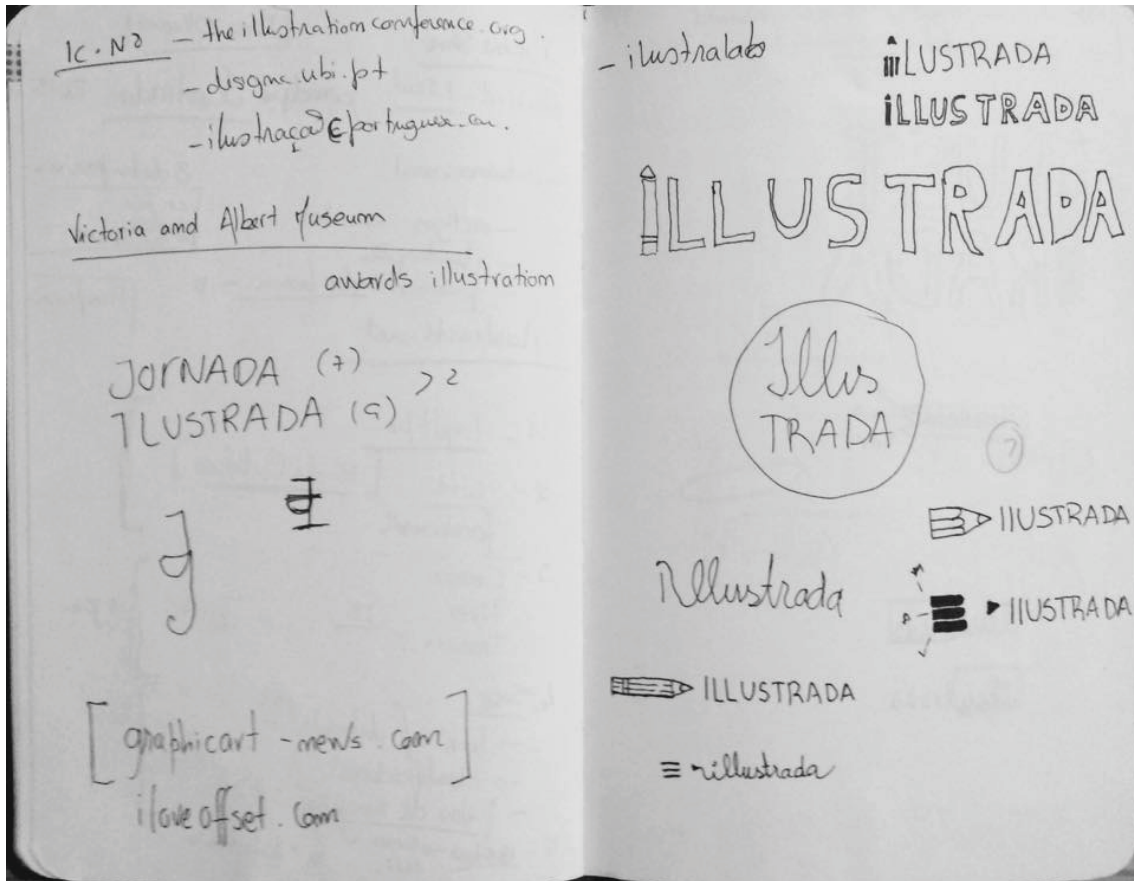 IC.N2 - theillustrationconference.org.
- designe.ubi.pt
- ilustração portuguesa
Victoria and Albert Museum
awards illustration
JORNADA (7)
ILUSTRADA (9) > 2
J
[graphicart-news.com]
iloveoffset.com
- ilustralab
iLUSTRADA
iLLUSTRADA
iLLUSTRADA
Illus
TRADA
IIUSTRADA
illustrada
IIUSTRADA
ILLUSTRADA
illustrada